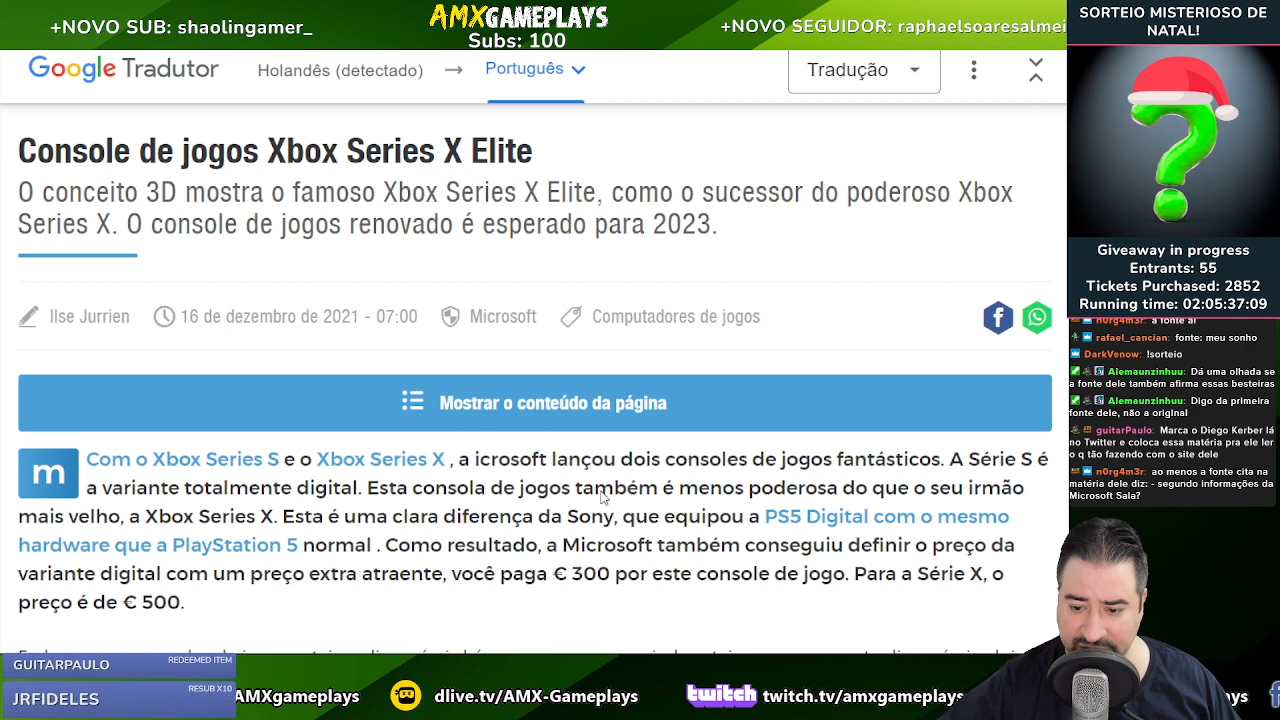 +NOVO SUB: shaolingamer_
AMXGAMEPLAYS
Subs: 100
+NOVO SEGUIDOR: raphaelsoaresalmei
SORTEIO MISTERIOSO DE
NATAL!
Google Tradutor
Holandês (detectado) → Português
Tradução
Console de jogos Xbox Series X Elite
O conceito 3D mostra o famoso Xbox Series X Elite, como o sucessor do poderoso Xbox
Series X. O console de jogos renovado é esperado para 2023.
Ilse Jurrien
16 de dezembro de 2021 - 07:00
Microsoft
Computadores de jogos
Mostrar o conteúdo da página
m
Com o Xbox Series S e o Xbox Series X , a icrosoft lançou dois consoles de jogos fantásticos. A Série S é
a variante totalmente digital. Esta consola de jogos também é menos poderosa do que o seu irmão
mais velho, a Xbox Series X. Esta é uma clara diferença da Sony, que equipou a PS5 Digital com o mesmo
hardware que a PlayStation 5 normal . Como resultado, a Microsoft também conseguiu definir o preço da
variante digital com um preço extra atraente, você paga € 300 por este console de jogo. Para a Série X, o
preço é de € 500.
Giveaway in progress
Entrants: 55
Tickets Purchased: 2852
Running time: 02:05:37:09
n0rg4m3r: a fonte ai
rafael_cancian: fonte: meu sonho
DarkVenow: !sorteio
Alemaunzinhuu: Dá uma olhada se
a fonte dele também afirma essas besteiras
Alemaunzinhuu: Digo da primeira
fonte dele, não a original
guitarPaulo: Marca o Diego Kerber lá
no Twitter e coloca essa matéria pra ele ler
o q tão fazendo com o site dele
n0rg4m3r: ao menos a fonte cita na
matéria dele diz: - segundo informações da
Microsoft Sala?
GUITARPAULO
REDEEMED ITEM
JRFIDELES
RESUB X10
AMXgameplays
dlive.tv/AMX-Gameplays
twitch
twitch.tv/amxgameplays
ys